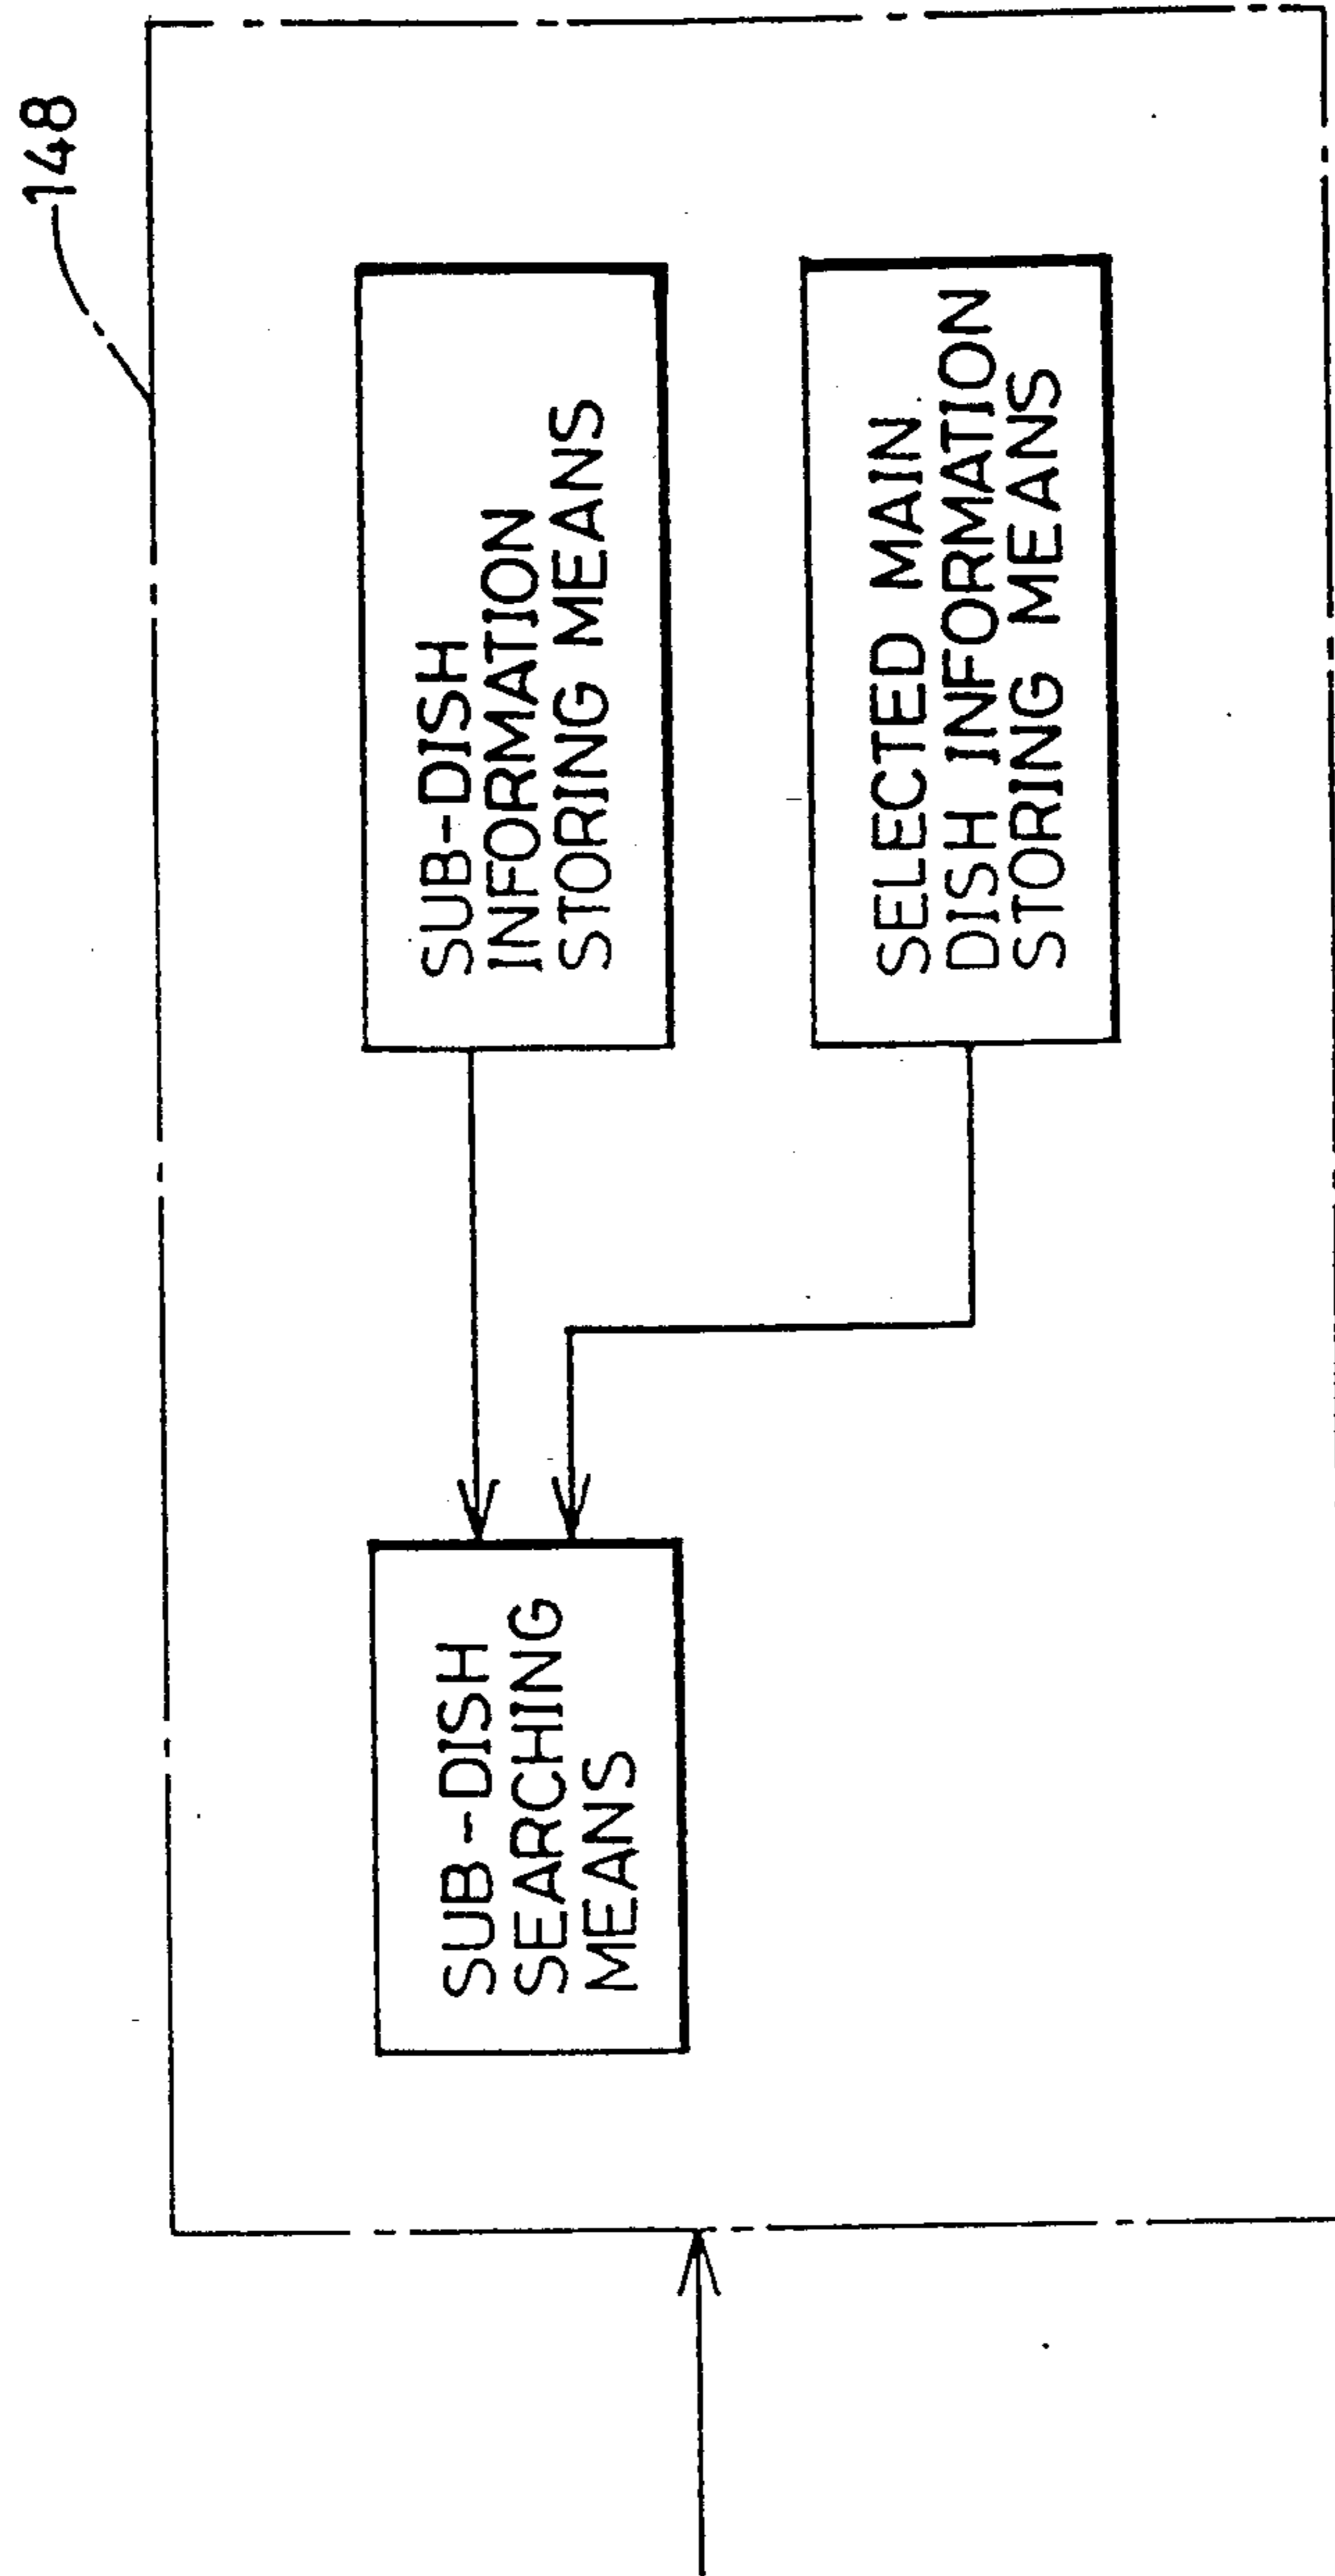 148
SUB-DISH
SEARCHING
MEANS
SUB-DISH
INFORMATION
STORING MEANS
SELECTED MAIN
DISH INFORMATION
STORING MEANS